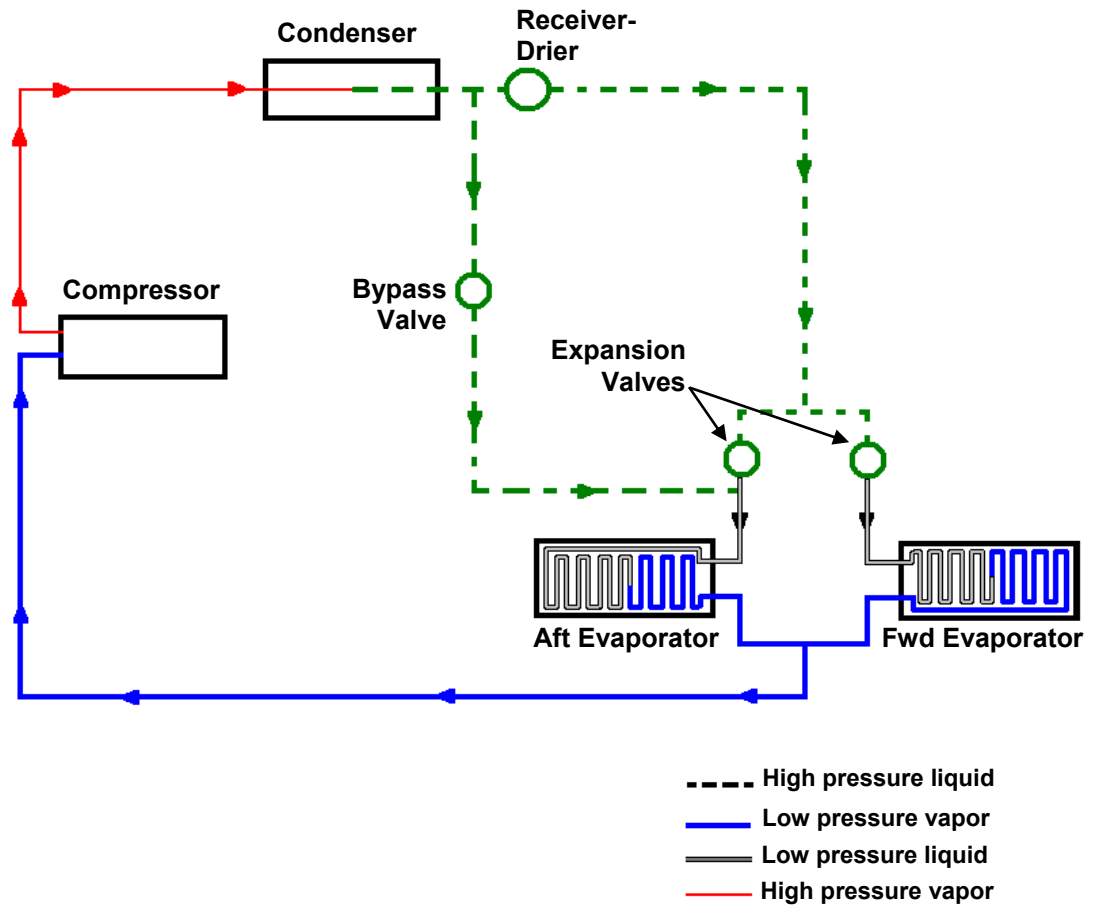 Receiver-
Drier
Condenser
Compressor
Bypass
Valve
Expansion
Valves
Aft Evaporator
Fwd Evaporator
High pressure liquid
Low pressure vapor
Low pressure liquid
High pressure vapor